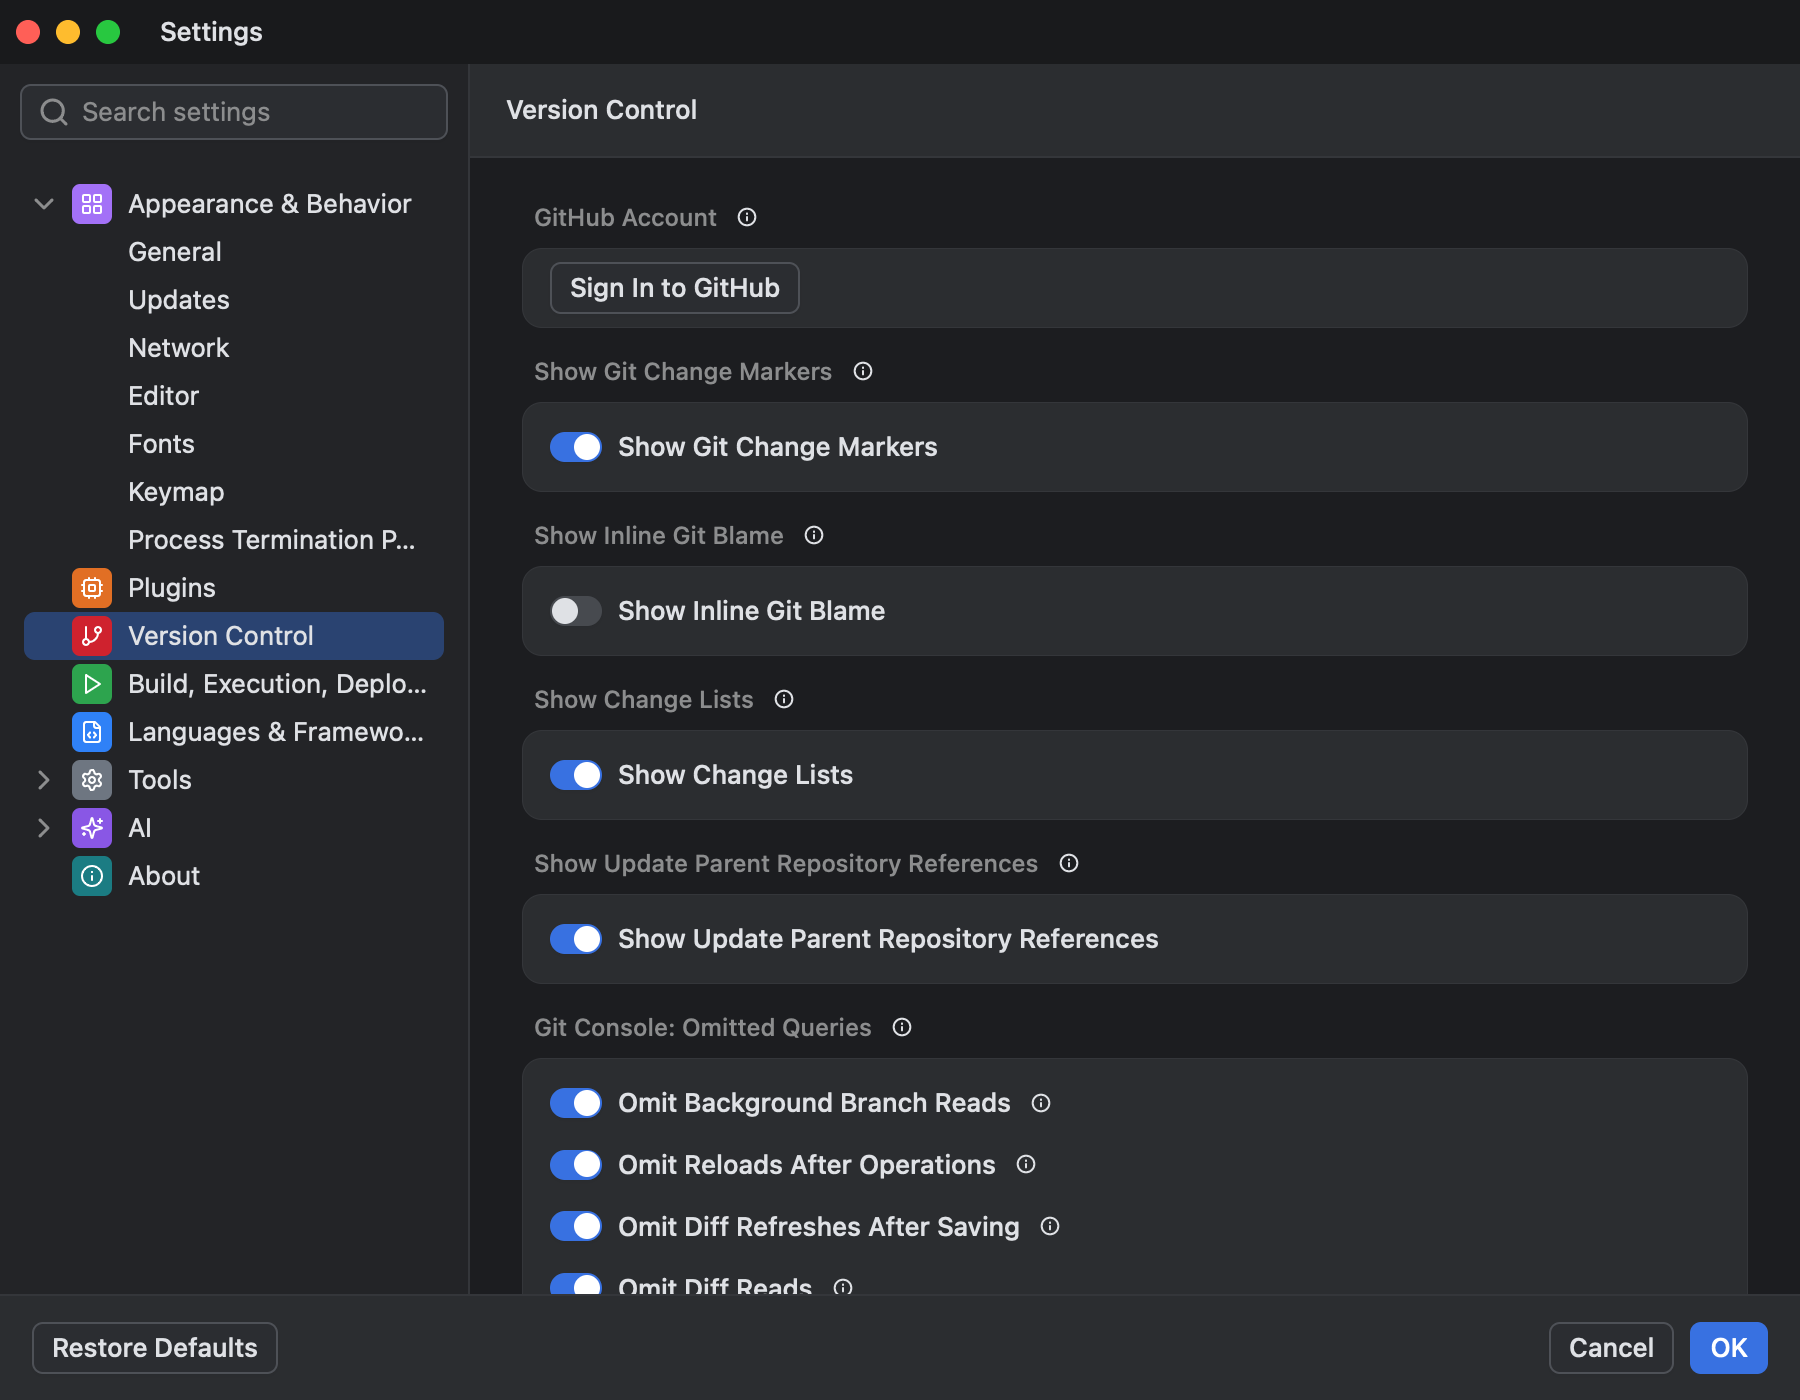 Settings
Search settings
Appearance & Behavior
General
Updates
Network
Editor
Fonts
Keymap
Process Termination P...
Plugins
Version Control
Build, Execution, Deplo...
Languages & Framewo...
Tools
AI
About
Version Control
GitHub Account
Sign In to GitHub
Show Git Change Markers
Show Git Change Markers
Show Inline Git Blame
Show Inline Git Blame
Show Change Lists
Show Change Lists
Show Update Parent Repository References
Show Update Parent Repository References
Git Console: Omitted Queries
Omit Background Branch Reads
Omit Reloads After Operations
Omit Diff Refreshes After Saving
Omit Diff Reads
Restore Defaults
Cancel
OK